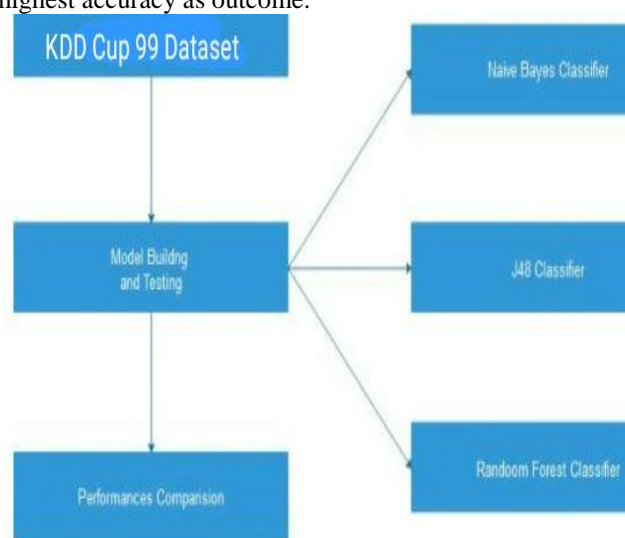 highest accuracy as outcome.
KDD Cup 99 Dataset
Naive Bayes Classifier
Model Buildng
and Testing
J48 Classifier
Randoom Forest Classifier
Performances Comparision